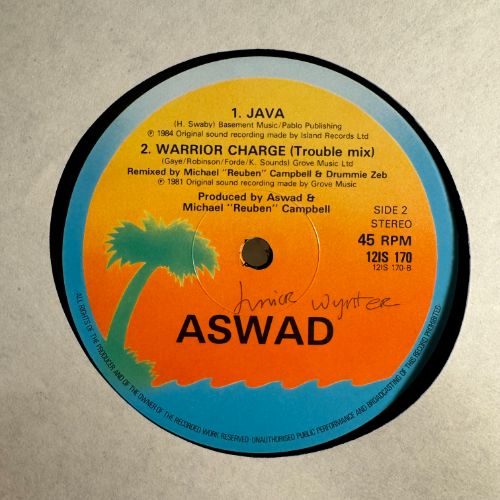 1. JAVA
(H. Swaby) Basement Music/Pablo Publishing
℗ 1984 Original sound recording made by Island Records Ltd
2. WARRIOR CHARGE (Trouble mix)
(Gaye/Robinson/Forde/K. Sounds) Grove Music Ltd
Remixed by Michael "Reuben" Campbell & Drummie Zeb
℗ 1981 Original sound recording made by Grove Music
Produced by Aswad &
Michael "Reuben" Campbell
SIDE 2
STEREO
45 RPM
12IS 170
12IS 170-B
Junior Wynter
ASWAD
ALL RIGHTS OF THE PRODUCER AND OF THE OWNER OF THE RECORDED WORK RESERVED · UNAUTHORISED PUBLIC PERFORMANCE AND BROADCASTING OF THIS RECORD PROHIBITED